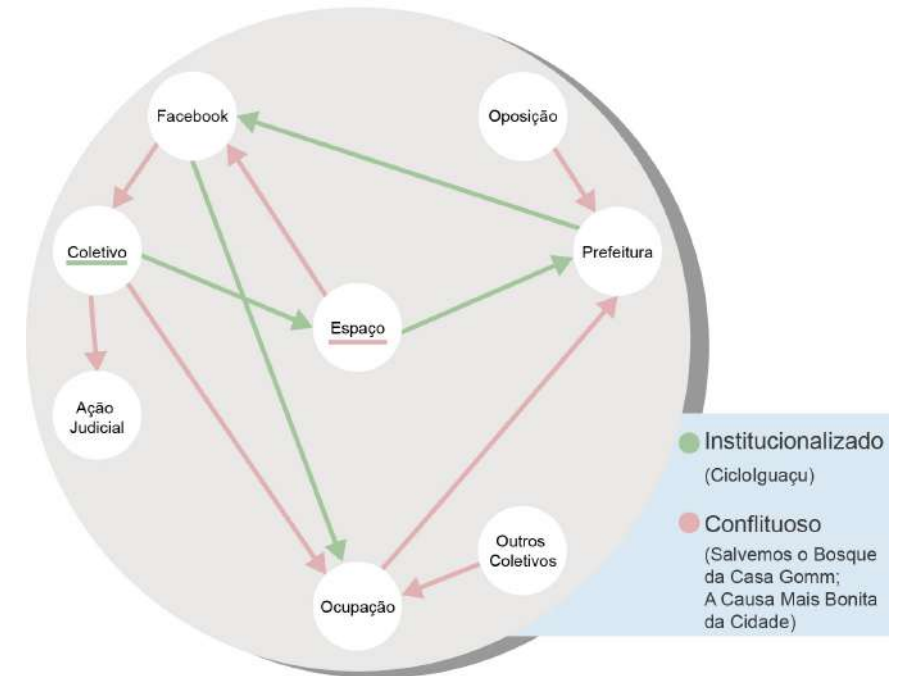 Facebook
Oposição
Coletivo
Prefeitura
Espaço
Ação
Judicial
Outros
Coletivos
Ocupação
Institucionalizado
(CicloIguaçu)
Conflituoso
(Salvemos o Bosque
da Casa Gomm;
A Causa Mais Bonita
da Cidade)